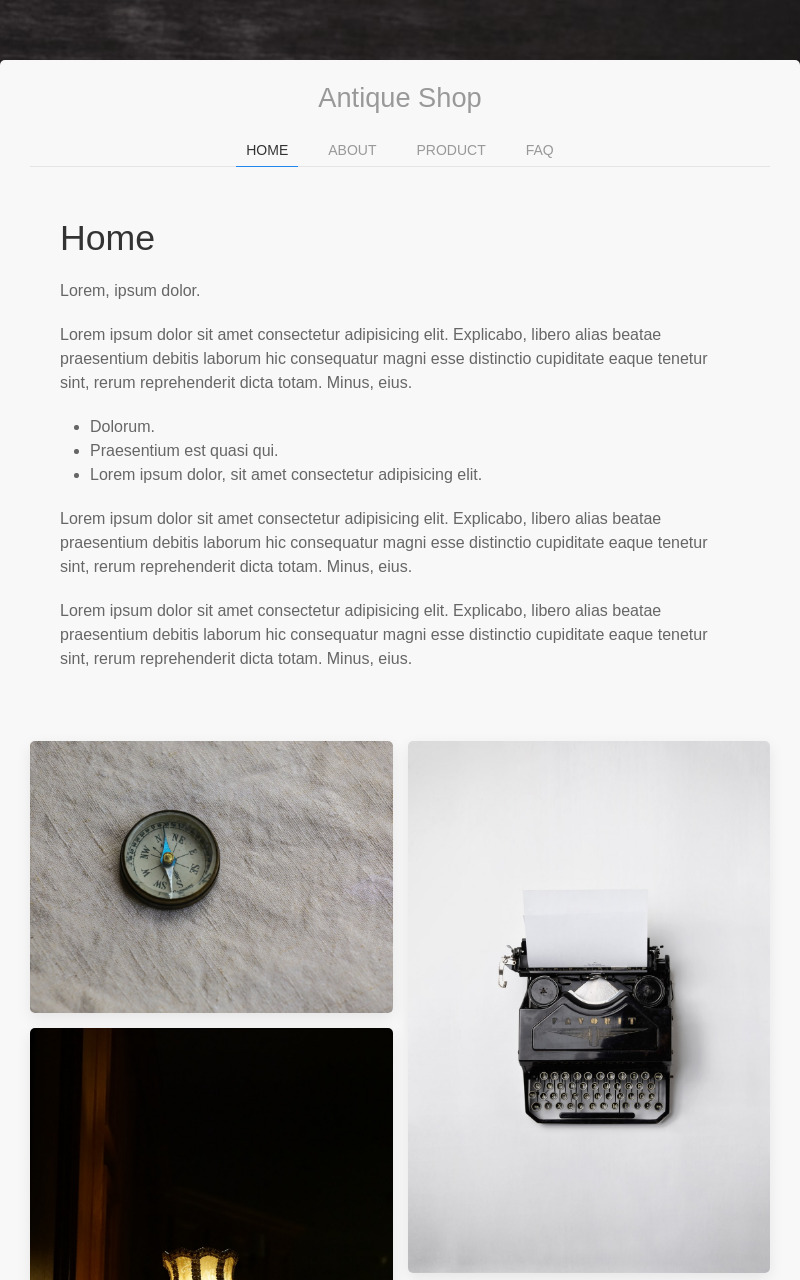 Antique Shop
HOME
ABOUT
PRODUCT
FAQ
Home
Lorem, ipsum dolor.
Lorem ipsum dolor sit amet consectetur adipisicing elit. Explicabo, libero alias beatae
praesentium debitis laborum hic consequatur magni esse distinctio cupiditate eaque tenetur
sint, rerum reprehenderit dicta totam. Minus, eius.
Dolorum.
Praesentium est quasi qui.
Lorem ipsum dolor, sit amet consectetur adipisicing elit.
Lorem ipsum dolor sit amet consectetur adipisicing elit. Explicabo, libero alias beatae
praesentium debitis laborum hic consequatur magni esse distinctio cupiditate eaque tenetur
sint, rerum reprehenderit dicta totam. Minus, eius.
Lorem ipsum dolor sit amet consectetur adipisicing elit. Explicabo, libero alias beatae
praesentium debitis laborum hic consequatur magni esse distinctio cupiditate eaque tenetur
sint, rerum reprehenderit dicta totam. Minus, eius.
N
NE
NW
W
SE
SW
S
FAVORIT